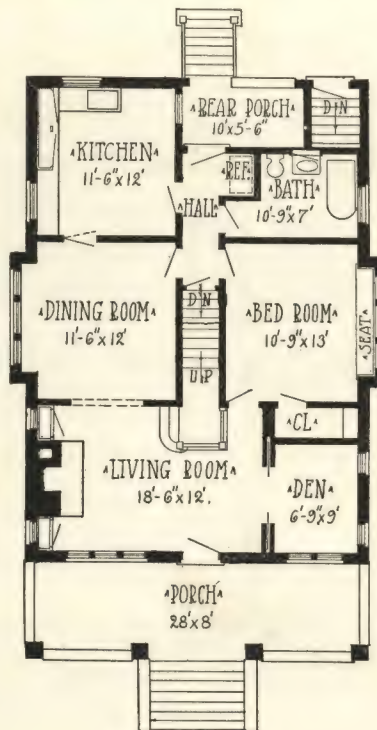 REAR PORCH
10'x5'-6"
D N
KITCHEN
11'-6"x12'
REF.
BATH
10'-9"x7'
HALL
DINING ROOM
11'-6"x12'
D N
BED ROOM
10'-9"x13'
SEAT
UP
CL
LIVING ROOM
18'-6"x12'.
DEN
6'-9"x9'
PORCH
28'x8'